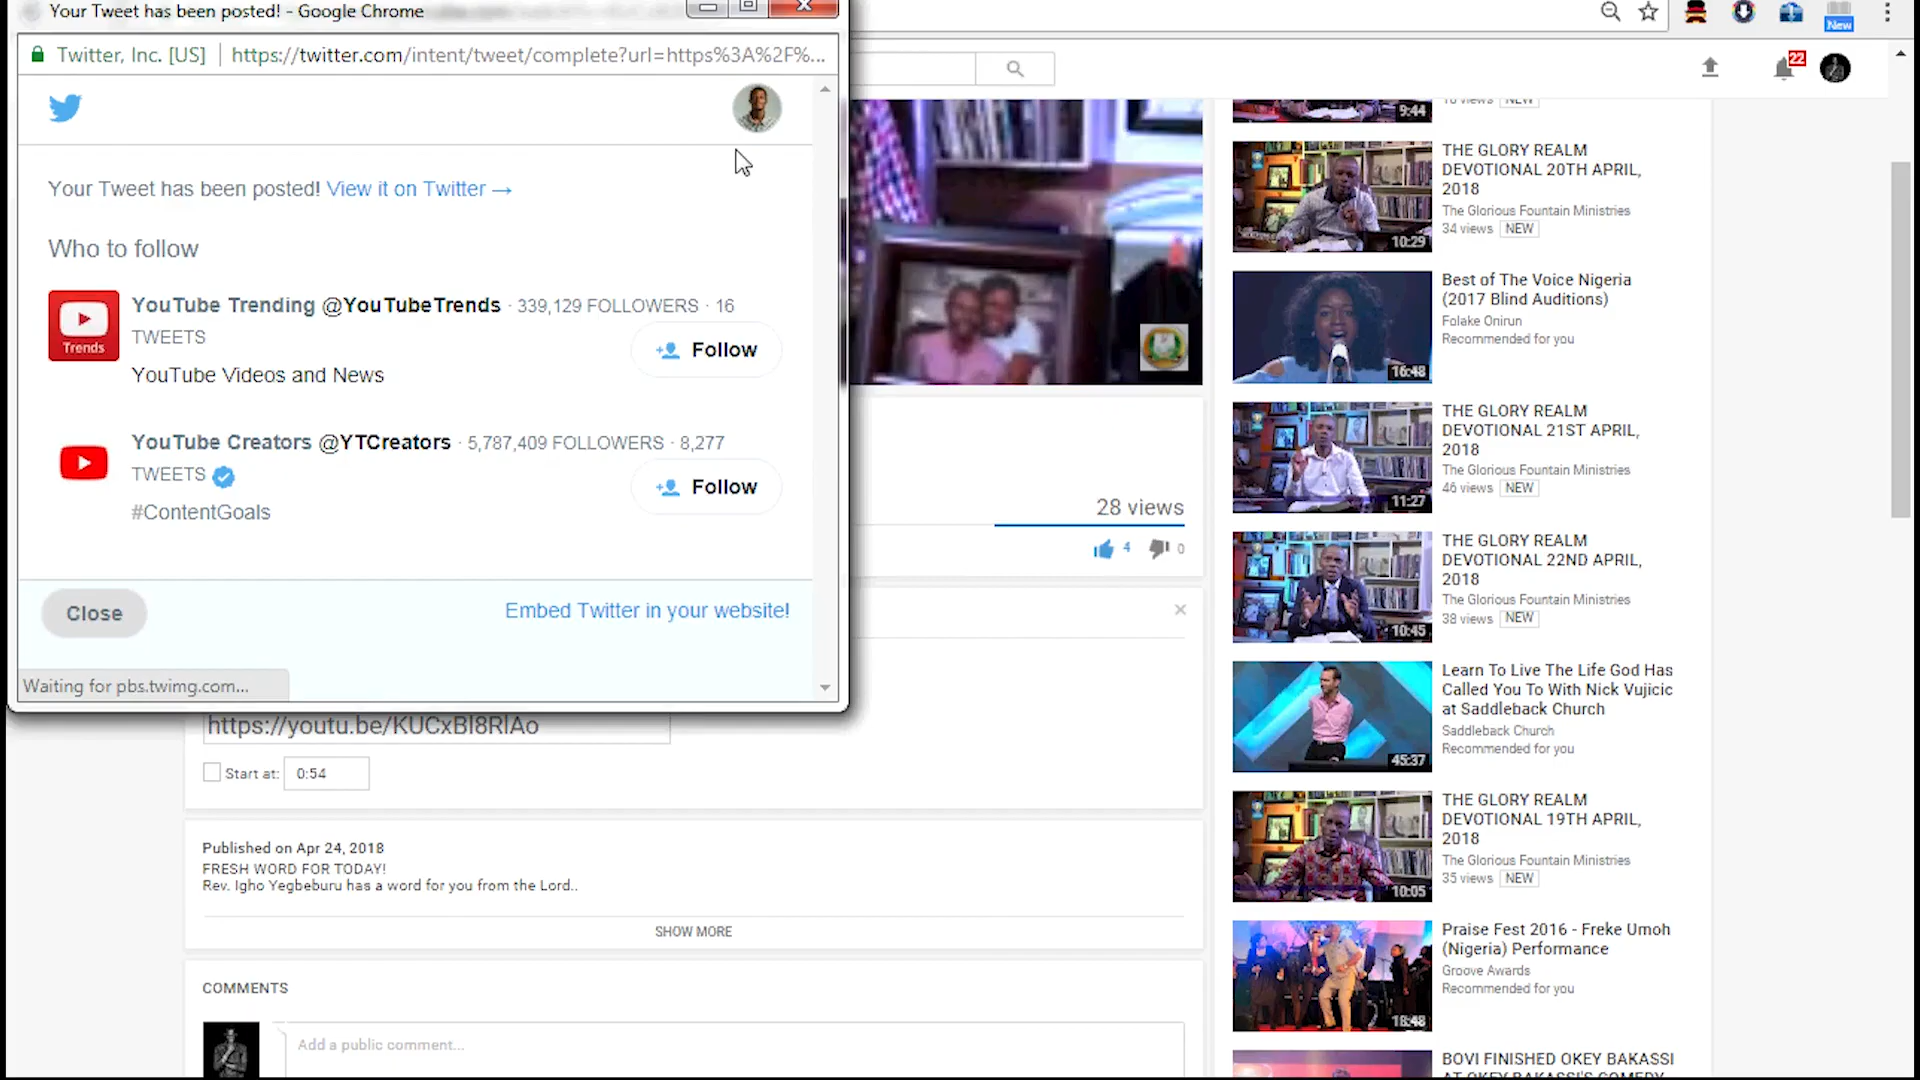 Your Tweet has been posted! - Google Chrome
Twitter, Inc. [US]
https://twitter.com/intent/tweet/complete?url=https%3A%2F%...
New
22
Your Tweet has been posted! View it on Twitter →
Who to follow
Trends
YouTube Trending @YouTubeTrends · 339,129 FOLLOWERS · 16
TWEETS
Follow
YouTube Videos and News
YouTube Creators @YTCreators · 5,787,409 FOLLOWERS · 8,277
TWEETS
Follow
#ContentGoals
Close
Embed Twitter in your website!
Waiting for pbs.twimg.com...
28 views
4
0
https://youtu.be/KUCxBl8RlAo
Start at: 0:54
Published on Apr 24, 2018
FRESH WORD FOR TODAY!
Rev. Igho Yegbeburu has a word for you from the Lord..
SHOW MORE
COMMENTS
Add a public comment...
9:44
NEW
THE GLORY REALM
DEVOTIONAL 20TH APRIL,
2018
The Glorious Fountain Ministries
34 views NEW
10:29
Best of The Voice Nigeria
(2017 Blind Auditions)
Folake Onirun
Recommended for you
16:48
THE GLORY REALM
DEVOTIONAL 21ST APRIL,
2018
The Glorious Fountain Ministries
46 views NEW
11:27
THE GLORY REALM
DEVOTIONAL 22ND APRIL,
2018
The Glorious Fountain Ministries
38 views NEW
10:45
Learn To Live The Life God Has
Called You To With Nick Vujicic
at Saddleback Church
Saddleback Church
Recommended for you
45:37
THE GLORY REALM
DEVOTIONAL 19TH APRIL,
2018
The Glorious Fountain Ministries
35 views NEW
10:05
Praise Fest 2016 - Freke Umoh
(Nigeria) Performance
Groove Awards
Recommended for you
18:48
BOVI FINISHED OKEY BAKASSI
AT OKEY BAKASSI'S COMEDY